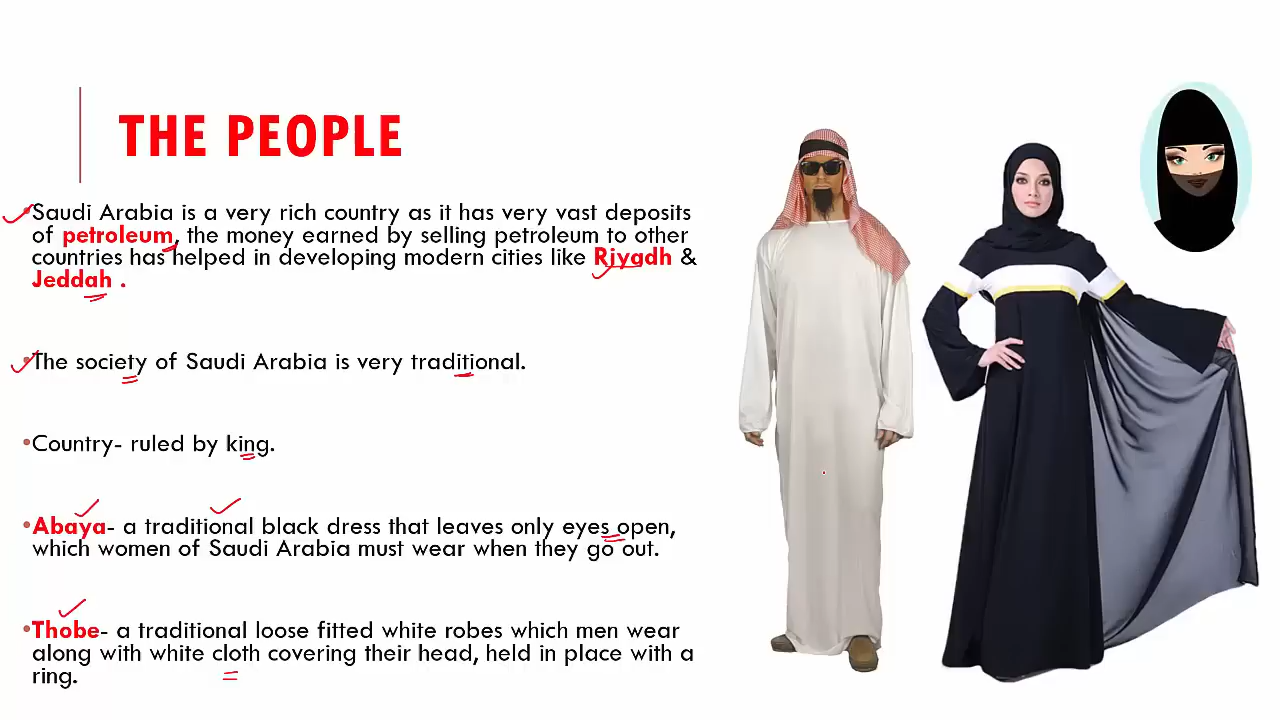 THE PEOPLE
•Saudi Arabia is a very rich country as it has very vast deposits
of petroleum, the money earned by selling petroleum to other
countries has helped in developing modern cities like Riyadh &
Jeddah .
•The society of Saudi Arabia is very traditional.
•Country- ruled by king.
•Abaya- a traditional black dress that leaves only eyes open,
which women of Saudi Arabia must wear when they go out.
•Thobe- a traditional loose fitted white robes which men wear
along with white cloth covering their head, held in place with a
ring.